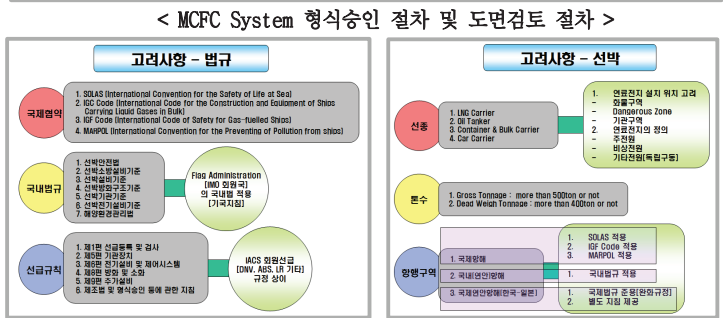 < MCFC System 형식승인 절차 및 도면검토 절차 >
고려사항 - 법규
국제협약
1. SOLAS [International Convention for the Safety of Life at Sea]
2. IGC Code [International Code for the Construction and Equipment of Ships
Carrying Liquid Gases in Bulk]
3. IGF Code [International Code of Safety for Gas-fuelled Ships]
4. MARPOL [International Convention for the Preventing of Pollution from ships]
국내법규
1. 선박안전법
2. 선박소방설비기준
3. 선박설비기준
4. 선박방화구조기준
5. 선박기관기준
6. 선박전기설비기준
7. 해양환경관리법
Flag Administration
[IMO 회원국]
의 국내법 적용
[기국지침]
선급규칙
1. 제1편 선급등록 및 검사
2. 제5편 기관장치
3. 제6편 전기설비 및 제어시스템
4. 제8편 방화 및 소화
5. 제9편 추가설비
6. 제조법 및 형식승인 등에 관한 지침
IACS 회원선급
[DNV, ABS, LR 기타]
규정 상이
고려사항 - 선박
선종
1. LNG Carrier
2. Oil Tanker
3. Container & Bulk Carrier
4. Car Carrier
1. 연료전지 설치 위치 고려
- 화물구역
- Dangerous Zone
- 기관구역
2. 연료전지의 정의
- 주전원
- 비상전원
- 기타전원[독립구동]
톤수
1. Gross Tonnage : more than 500ton or not
2. Dead Weigh Tonnage : more than 400ton or not
항행구역
1. 국제항해
2. 국내[연안]항해
3. 국제연안항해[한국-일본]
1. SOLAS 적용
2. IGF Code 적용
3. MARPOL 적용
1. 국내법규 적용
1. 국제법규 준용[완화규정]
2. 별도 지침 제공